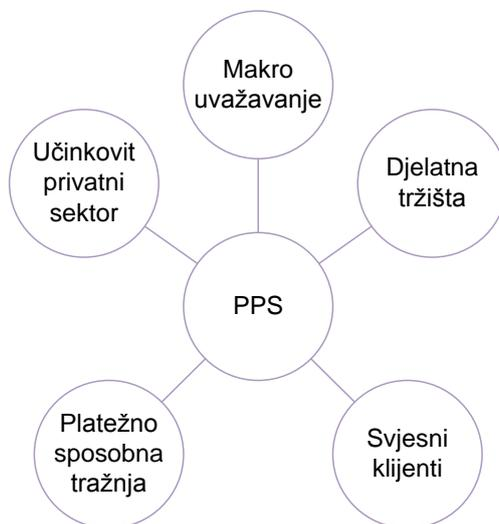 Makro
uvažavanje
Učinkovit
privatni
sektor
Djelatna
tržišta
PPS
Platežno
sposobna
tražnja
Svjesni
klijenti